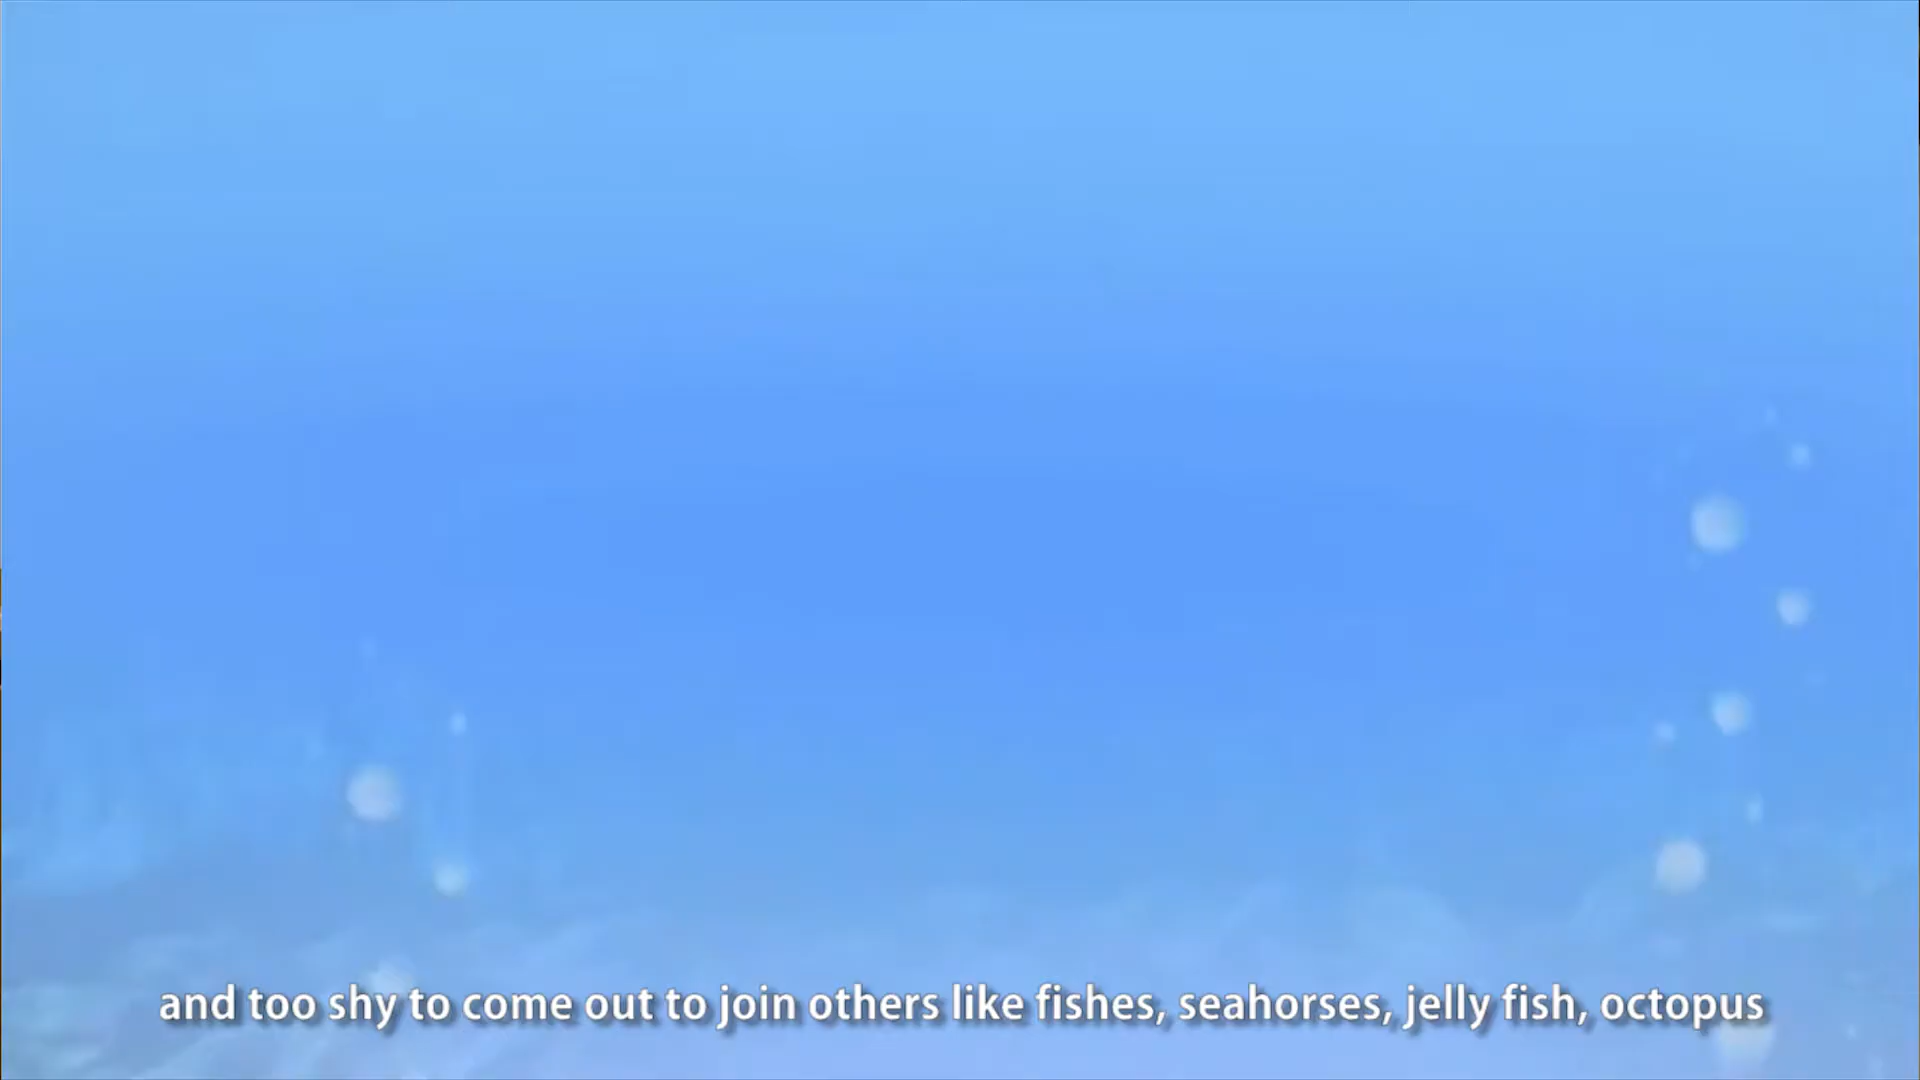 and too shy to come out to join others like fishes, seahorses, jelly fish, octopus